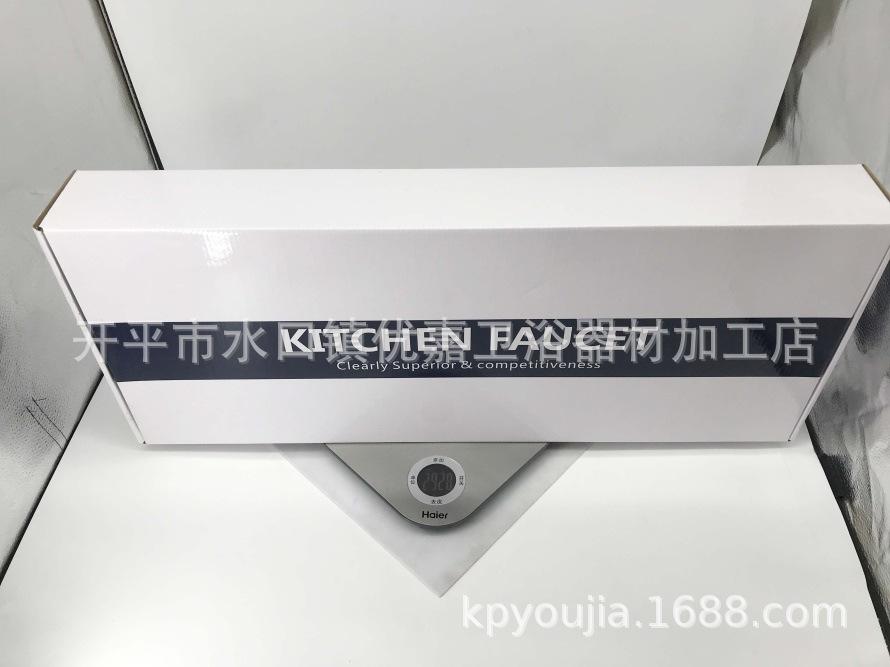 KITCHEN FAUCET
开平市水口镇优嘉卫浴器材加工店
Clearly Superior & competitiveness
2920
Haier
kpyoujia.1688.com